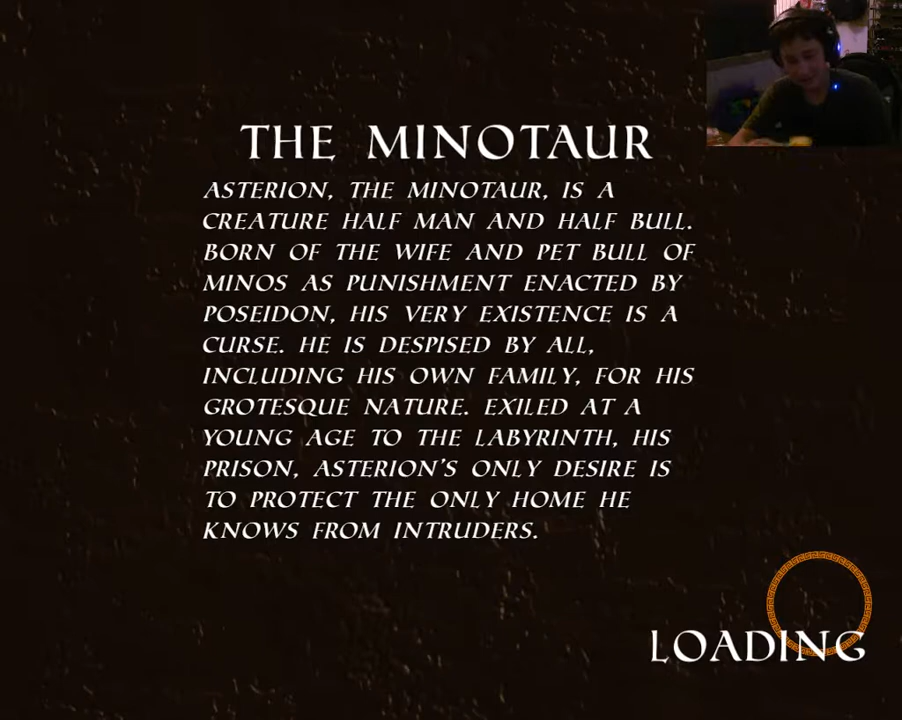 THE MINOTAUR
ASTERION, THE MINOTAUR, IS A
CREATURE HALF MAN AND HALF BULL.
BORN OF THE WIFE AND PET BULL OF
MINOS AS PUNISHMENT ENACTED BY
POSEIDON, HIS VERY EXISTENCE IS A
CURSE. HE IS DESPISED BY ALL,
INCLUDING HIS OWN FAMILY, FOR HIS
GROTESQUE NATURE. EXILED AT A
YOUNG AGE TO THE LABYRINTH, HIS
PRISON, ASTERION'S ONLY DESIRE IS
TO PROTECT THE ONLY HOME HE
KNOWS FROM INTRUDERS.
LOADING